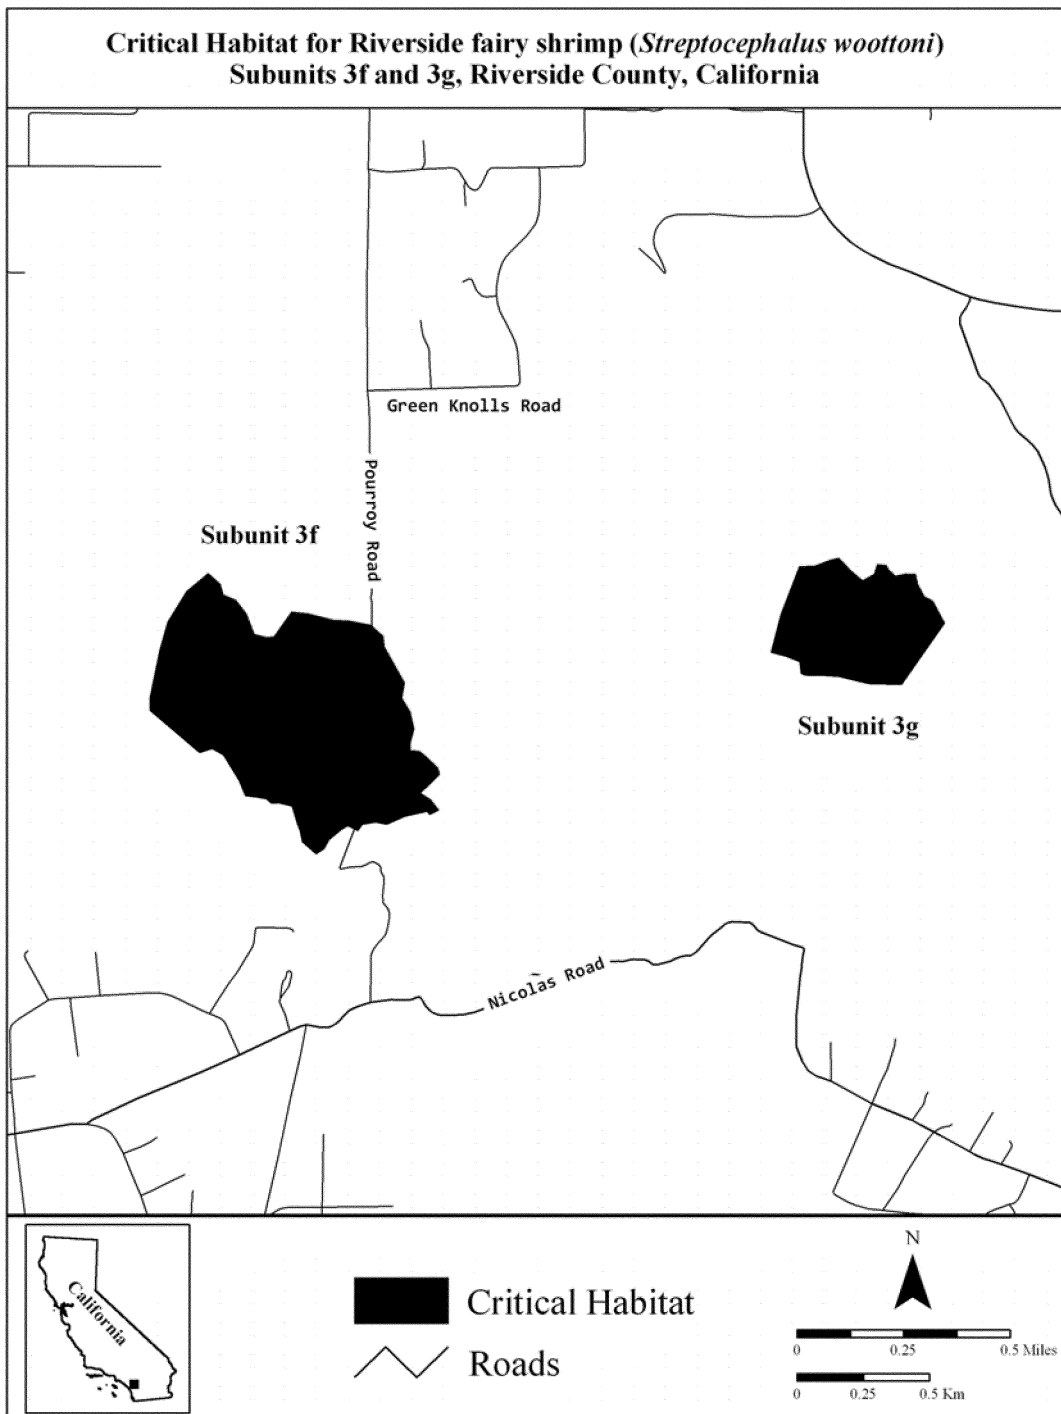 Critical Habitat for Riverside fairy shrimp (Streptocephalus woottoni)
Subunits 3f and 3g, Riverside County, California
Green Knolls Road
Pourroy Road
Subunit 3f
Subunit 3g
Nicolas Road
California
Critical Habitat
Roads
N
0 0.25 0.5 Miles
0 0.25 0.5 Km